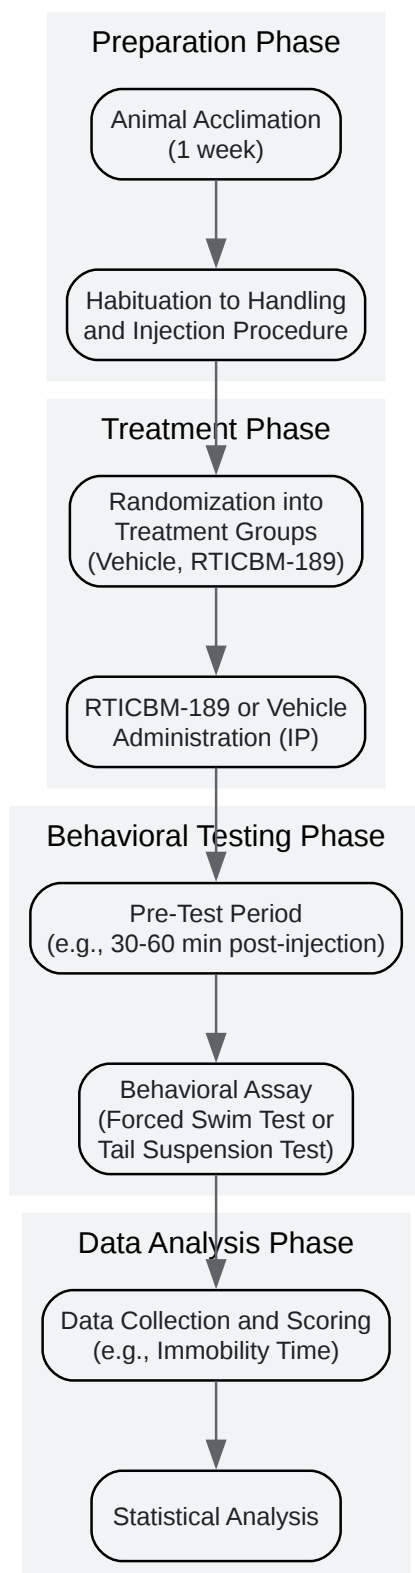 Preparation Phase
Animal Acclimation
(1 week)
Habituation to Handling
and Injection Procedure
Treatment Phase
Randomization into
Treatment Groups
(Vehicle, RTICBM-189)
RTICBM-189 or Vehicle
Administration (IP)
Behavioral Testing Phase
Pre-Test Period
(e.g., 30-60 min post-injection)
Behavioral Assay
(Forced Swim Test or
Tail Suspension Test)
Data Analysis Phase
Data Collection and Scoring
(e.g., Immobility Time)
Statistical Analysis